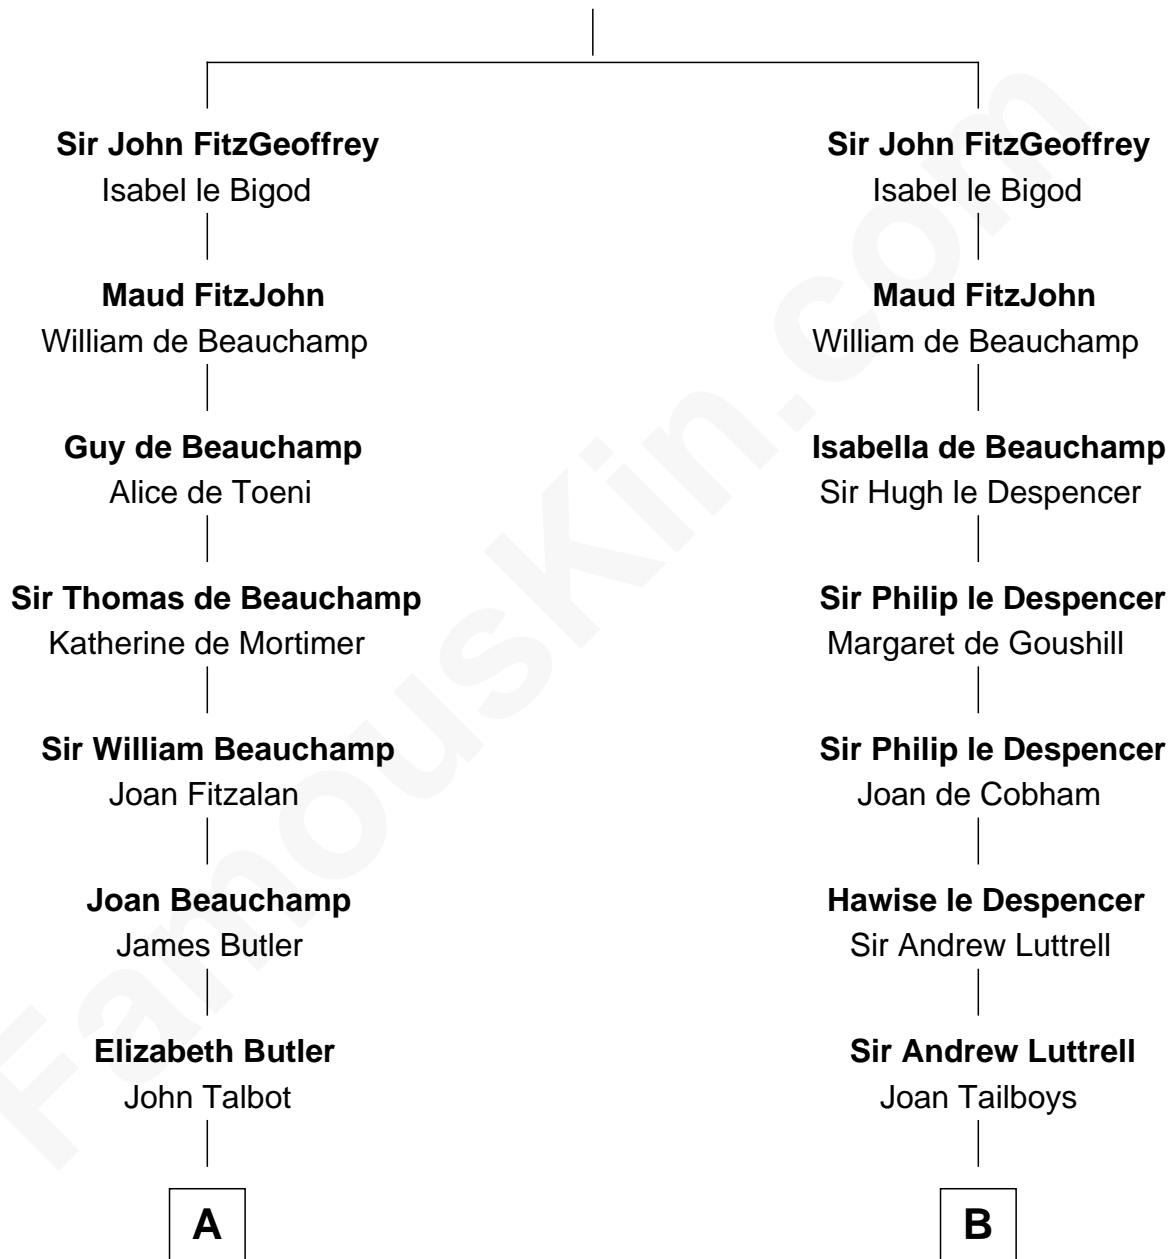 Sir John FitzGeoffrey
Isabel le Bigod
Maud FitzJohn
William de Beauchamp
Guy de Beauchamp
Alice de Toeni
Sir Thomas de Beauchamp
Katherine de Mortimer
Sir William Beauchamp
Joan Fitzalan
Joan Beauchamp
James Butler
Elizabeth Butler
John Talbot
A
Sir John FitzGeoffrey
Isabel le Bigod
Maud FitzJohn
William de Beauchamp
Isabella de Beauchamp
Sir Hugh le Despencer
Sir Philip le Despencer
Margaret de Goushill
Sir Philip le Despencer
Joan de Cobham
Hawise le Despencer
Sir Andrew Luttrell
Sir Andrew Luttrell
Joan Tailboys
B
FamousKin.com